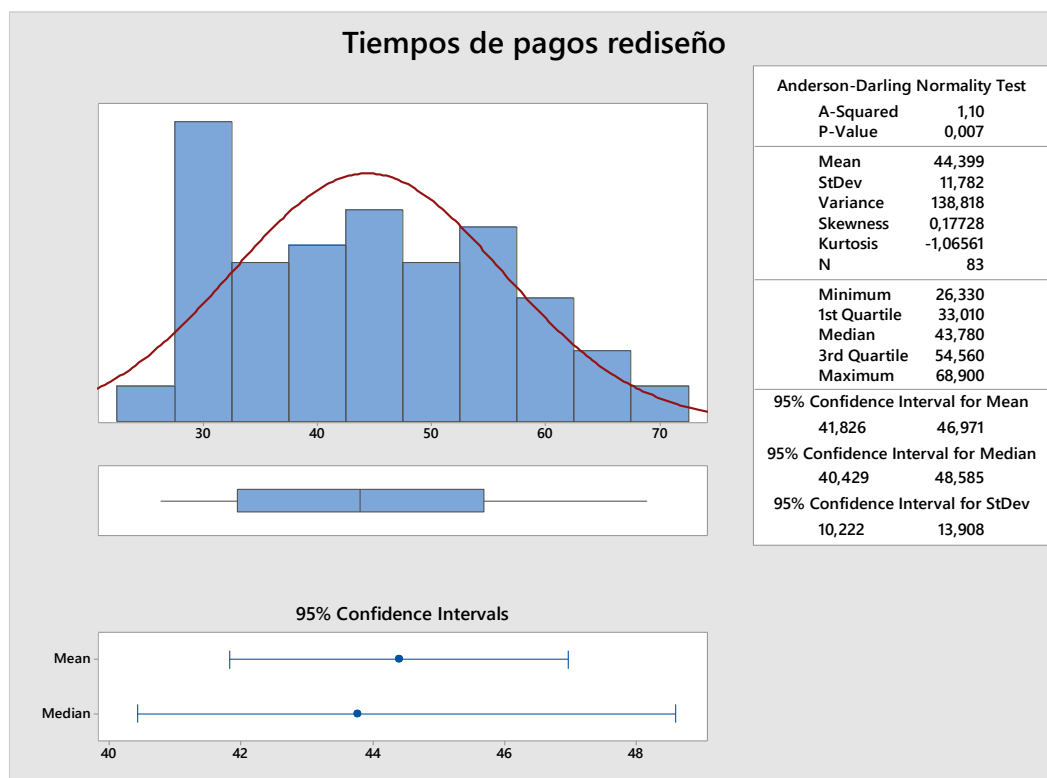 Tiempos de pagos rediseño
30 40 50 60 70
95% Confidence Intervals
Mean
Median
40 42 44 46 48
Anderson-Darling Normality Test
A-Squared 1,10
P-Value 0,007
Mean 44,399
StDev 11,782
Variance 138,818
Skewness 0,17728
Kurtosis -1,06561
N 83
Minimum 26,330
1st Quartile 33,010
Median 43,780
3rd Quartile 54,560
Maximum 68,900
95% Confidence Interval for Mean
41,826 46,971
95% Confidence Interval for Median
40,429 48,585
95% Confidence Interval for StDev
10,222 13,908